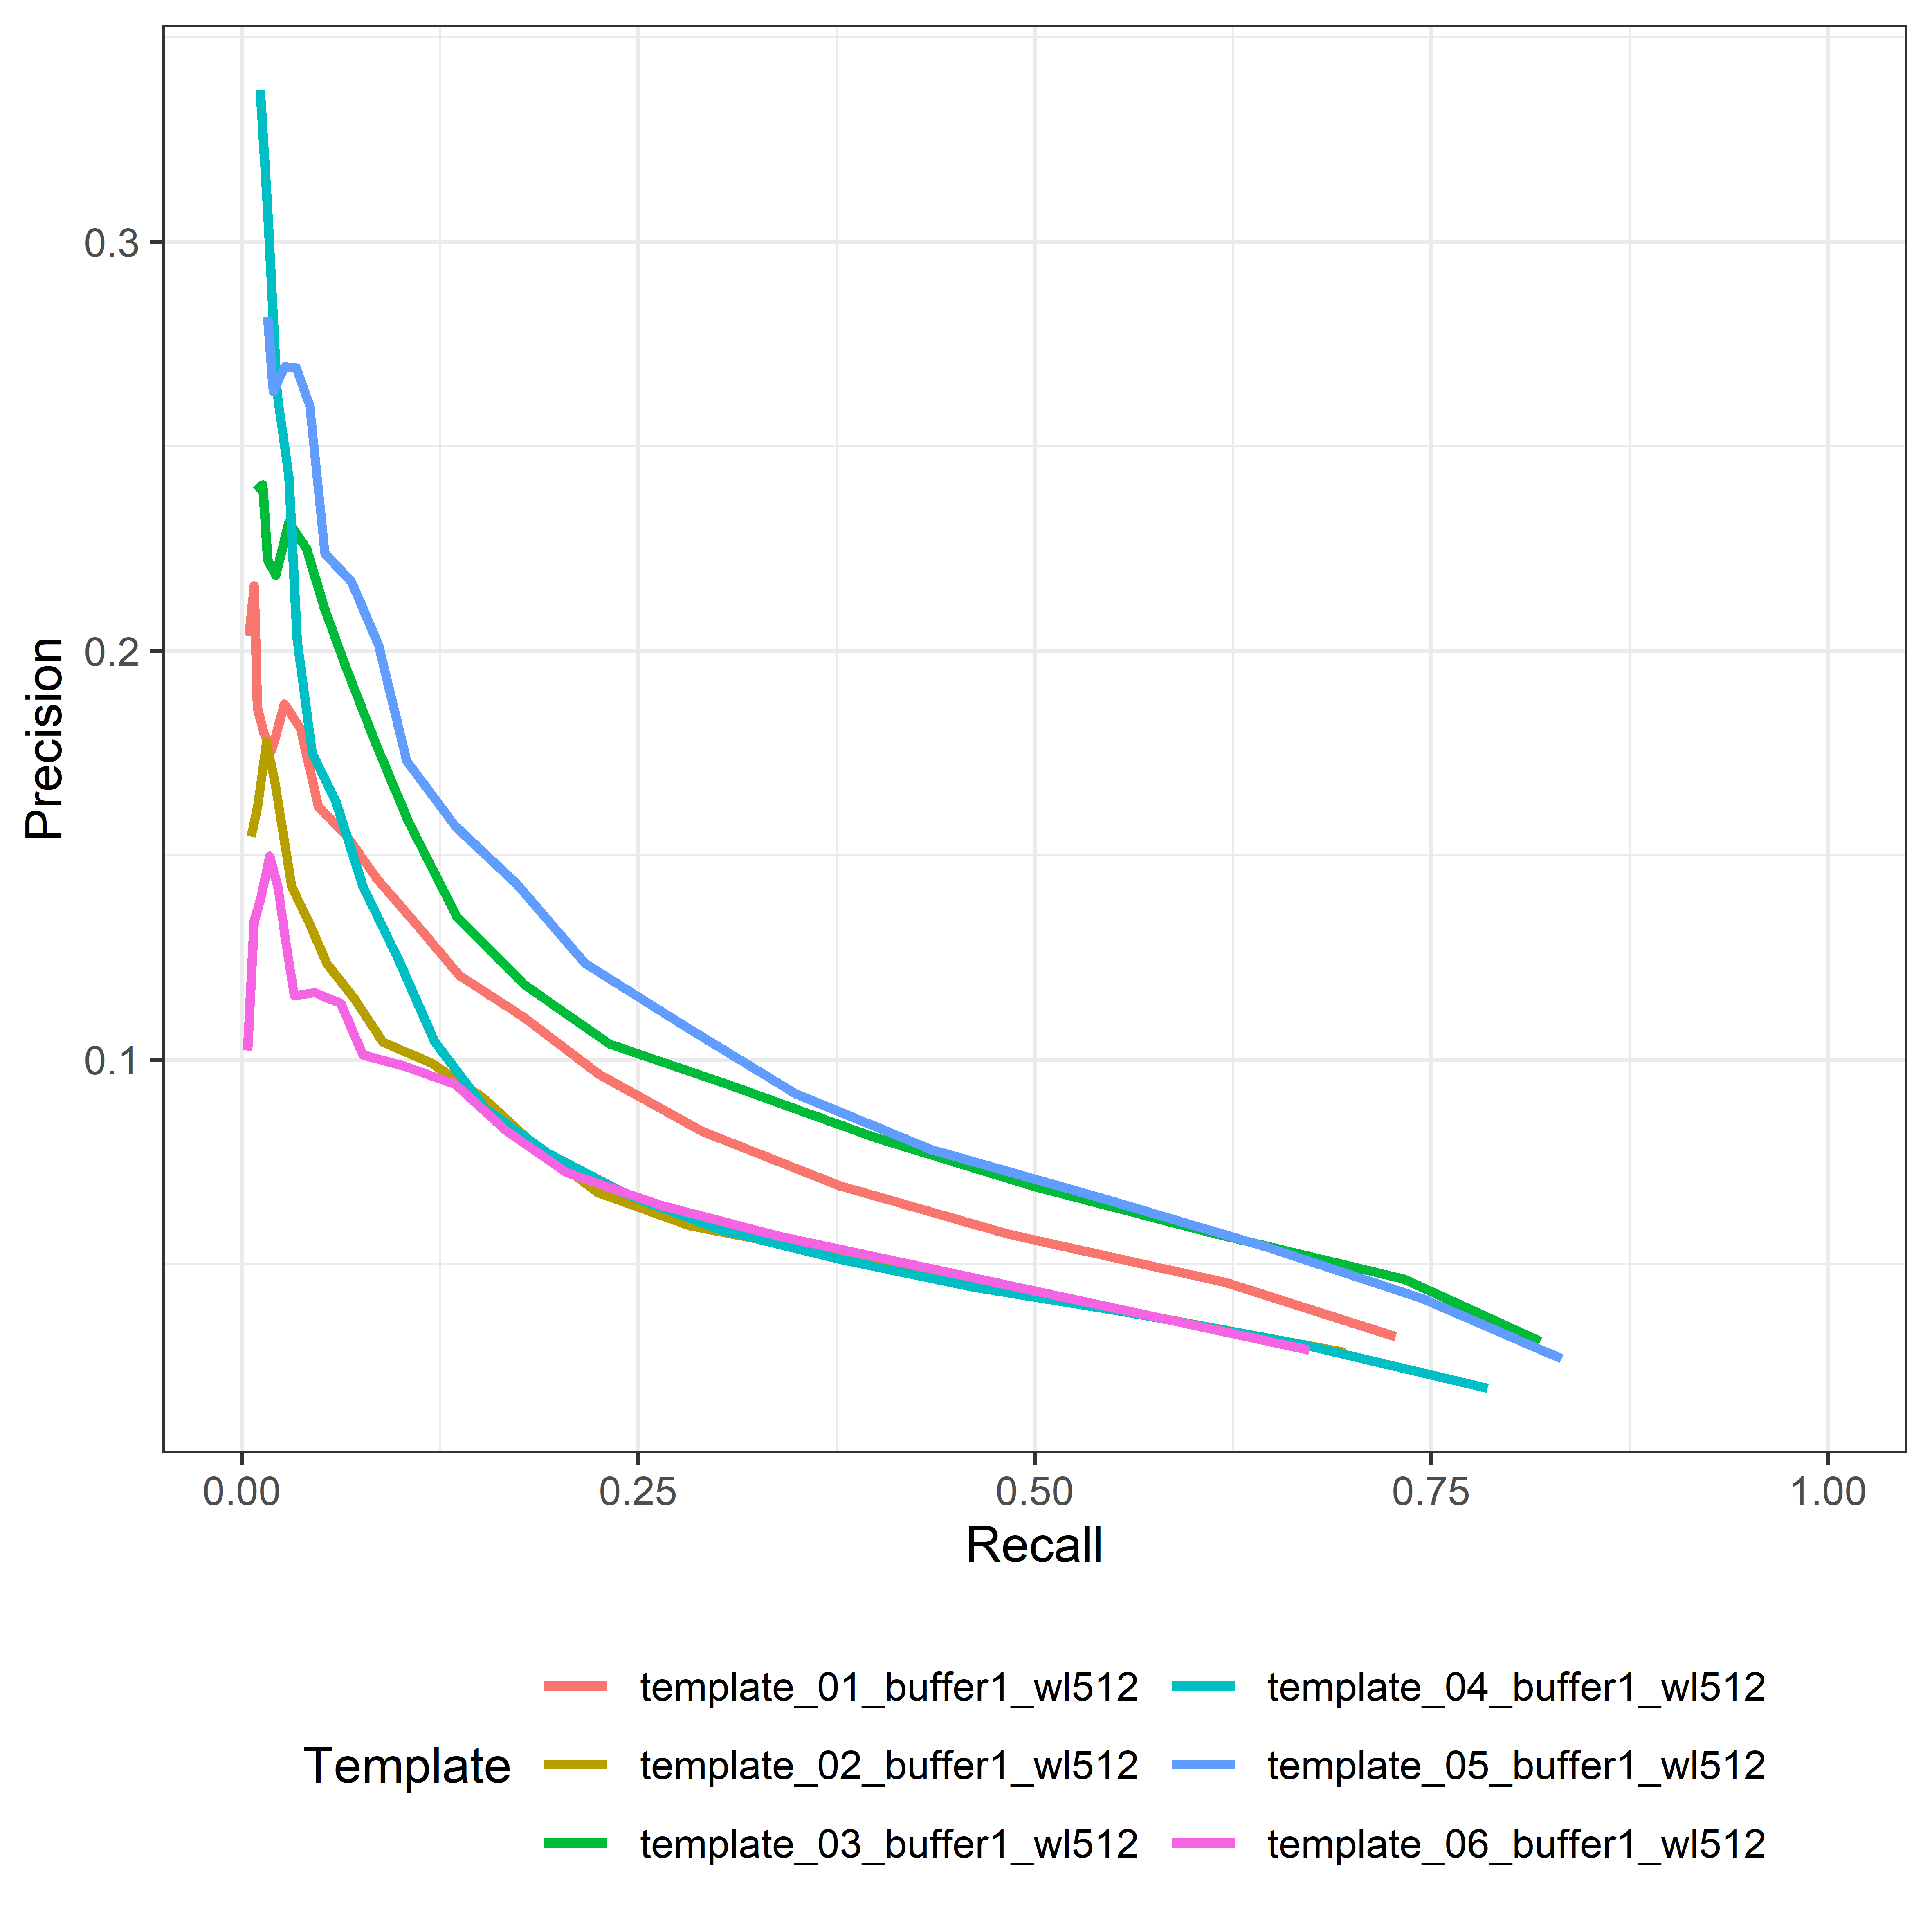 Precision
0.3
0.2
0.1
0.00 0.25 0.50 0.75 1.00
Recall
Template
template_01_buffer1_wl512 template_04_buffer1_wl512
template_02_buffer1_wl512 template_05_buffer1_wl512
template_03_buffer1_wl512 template_06_buffer1_wl512